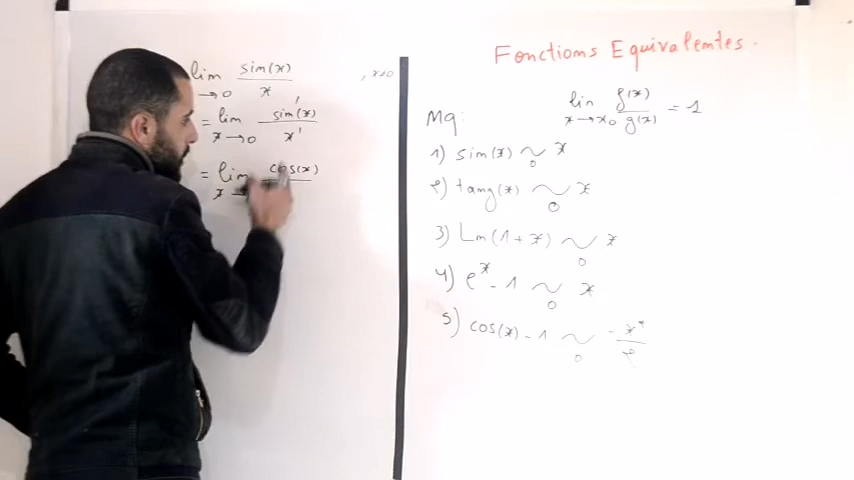 lim sin(x)/x , x≠0
x→0
= lim sin'(x)/x'
x→0
= lim cos(x)
x
Fonctions Equivalentes.
lim f(x)/g(x) = 1
x→x₀
Mq:
1) sin(x) ~₀ x
2) tang(x) ~₀ x
3) Ln(1+x) ~₀ x
4) eˣ - 1 ~₀ x
5) cos(x) - 1 ~₀ - x²/2